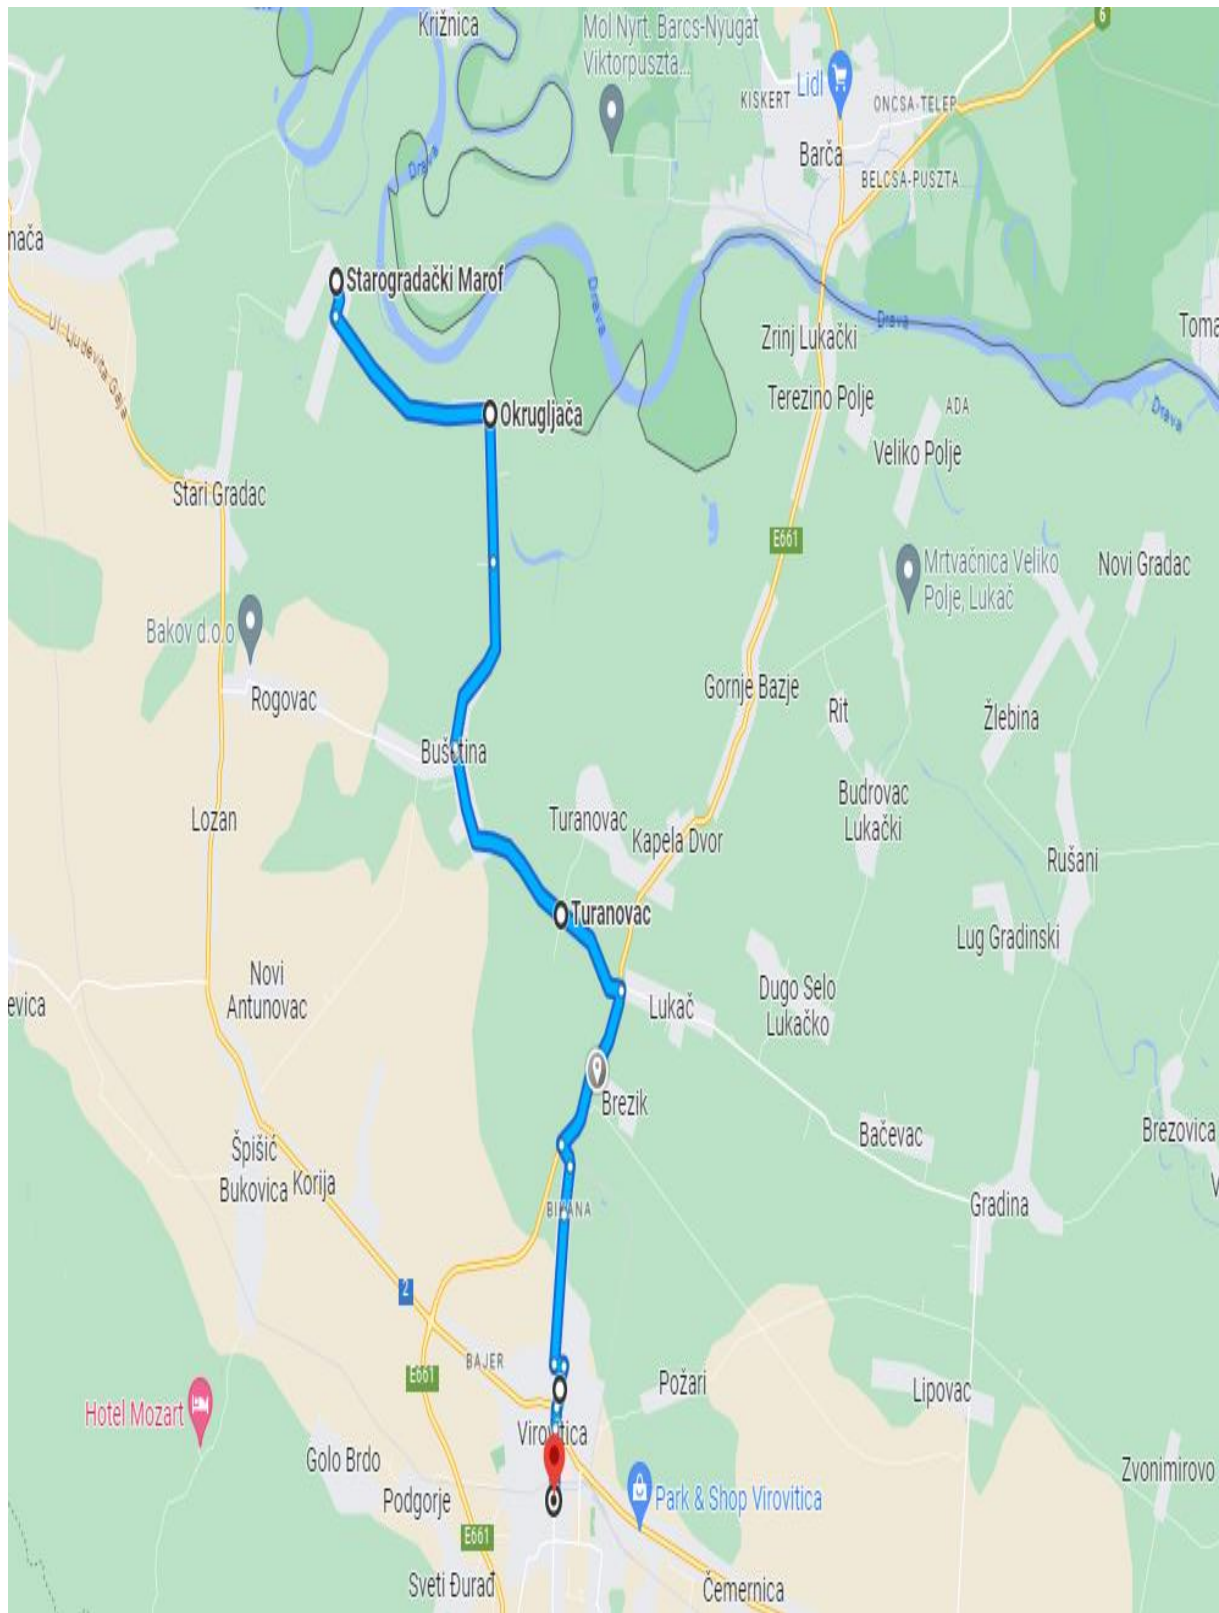 Križnica
Mol Nyrt. Barcs-Nyugat
Viktorpuszta...
6
Lidl
KISKERT
ONCSA-TELEP
Barča
BELCSA-PUSZTA
Drava
nača
Starogradački Marof
Drava
Ul. Ljudevita Gaja
Drava
Zrinj Lukački
Toma
Okrugljača
Terezino Polje
ADA
Drava
Veliko Polje
Stari Gradac
E661
Mrtvačnica Veliko
Polje, Lukač
Novi Gradac
Bakov d.o.o
Rogovac
Gornje Bazje
Rit
Žlebina
Bušetina
Lozan
Turanovac
Kapela Dvor
Budrovac
Lukački
Rušani
Turanovac
Lug Gradinski
Novi
Antunovac
evica
Lukač
Dugo Selo
Lukačko
Brezik
Bačevac
Brezovica
Špišić
Bukovica
Korija
V
Gradina
2
BAJER
E661
Požari
Lipovac
Hotel Mozart
Virovitica
Golo Brdo
Podgorje
Park & Shop Virovitica
Zvonimirovo
E661
Sveti Đurađ
Čemernica